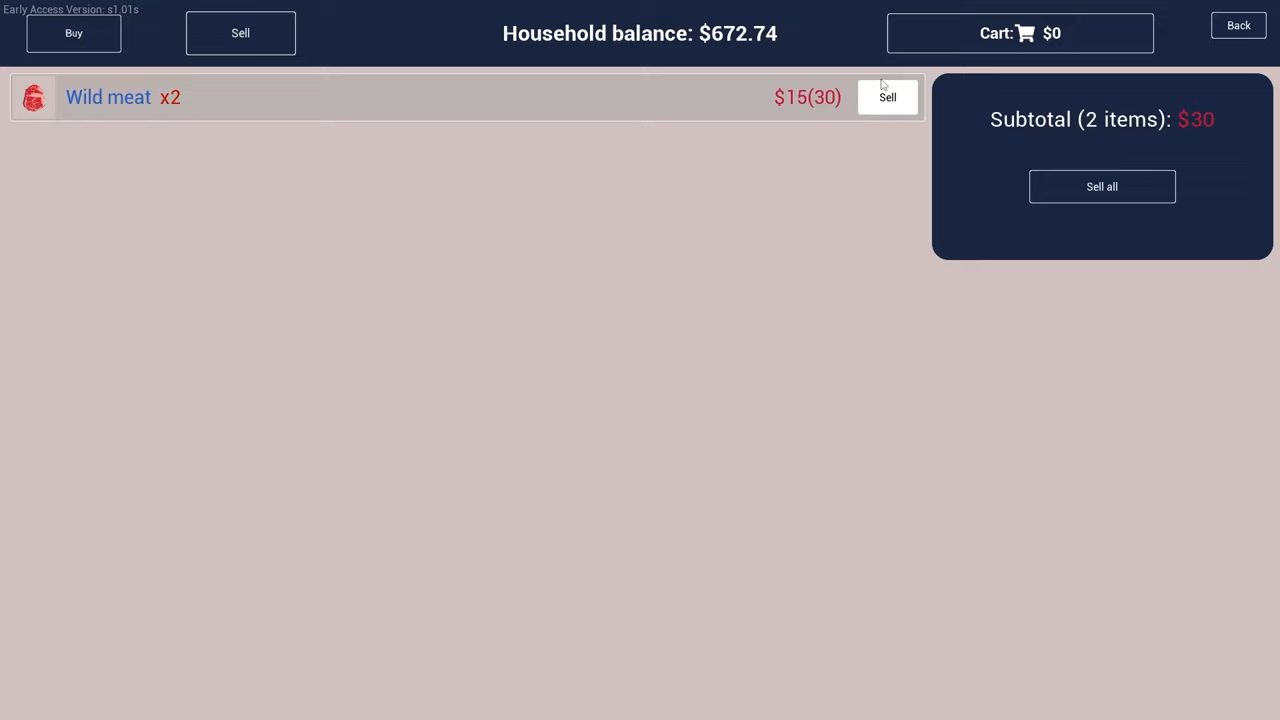 Early Access Version: s1.01s
Buy
Sell
Household balance: $672.74
Cart: $0
Back
Wild meat x2
$15(30)
Sell
Subtotal (2 items): $30
Sell all